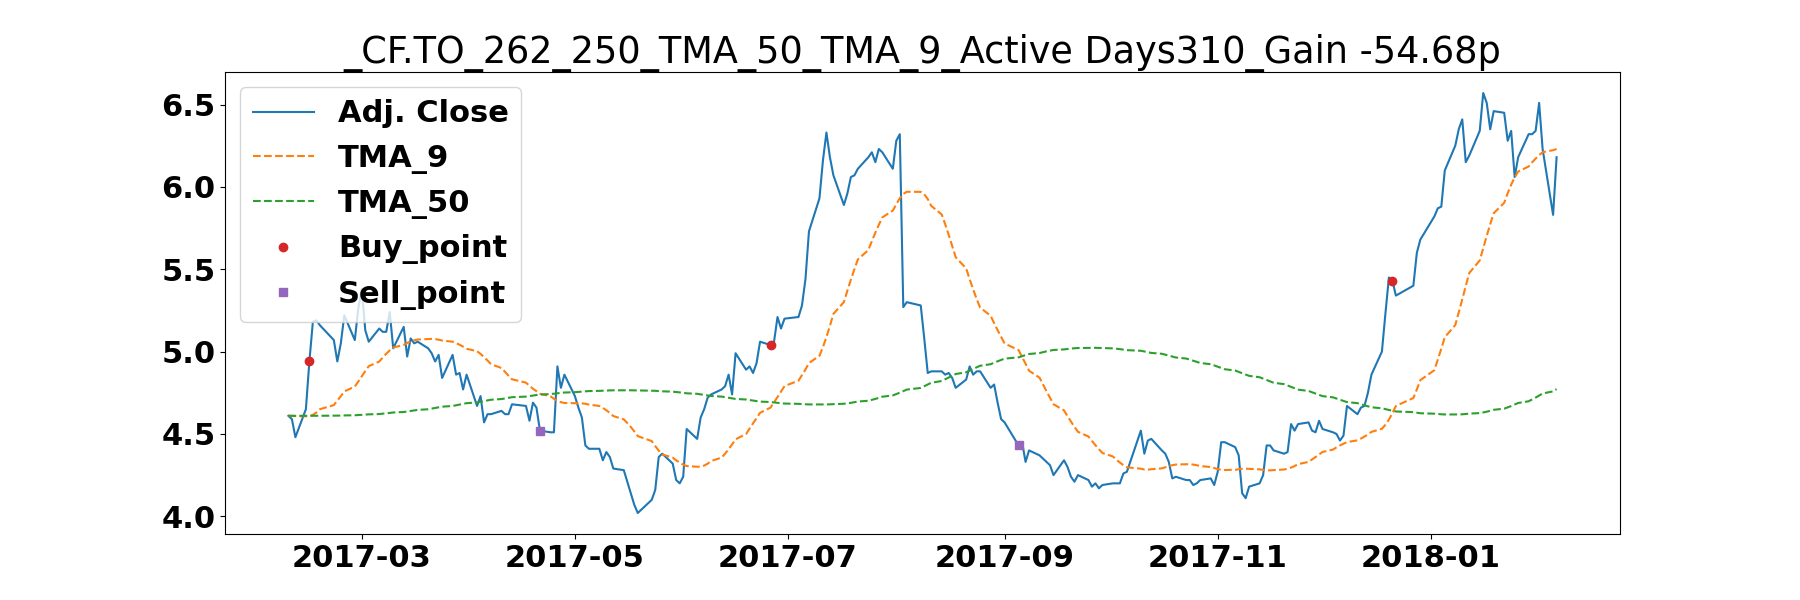 _CF.TO_262_250_TMA_50_TMA_9_Active Days310_Gain -54.68p
Adj. Close
TMA_9
TMA_50
Buy_point
Sell_point
6.5
6.0
5.5
5.0
4.5
4.0
2017-03 2017-05 2017-07 2017-09 2017-11 2018-01